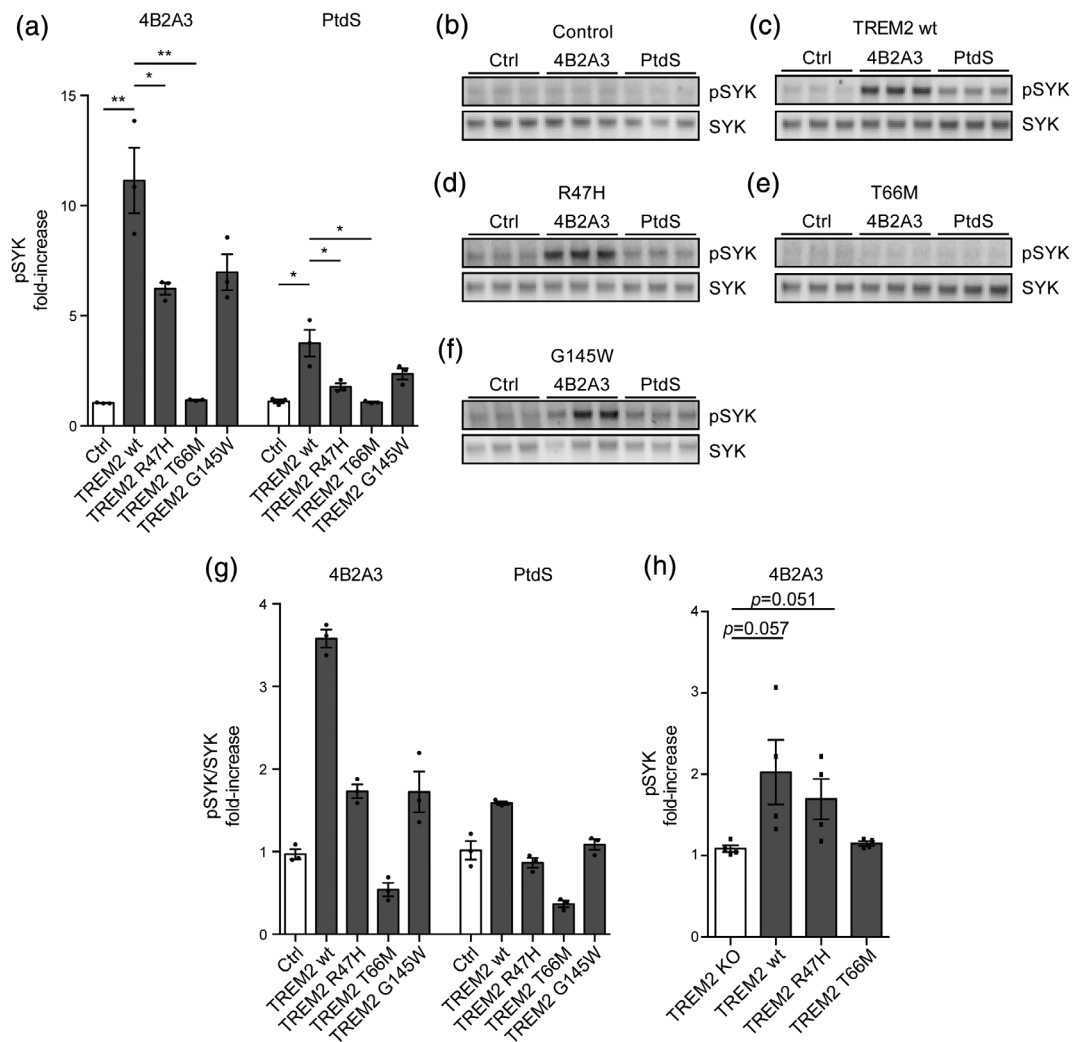 (a)
4B2A3
PtdS
**
*
**
*
*
*
pSYK
fold-increase
15
10
5
0
Ctrl
TREM2 wt
TREM2 R47H
TREM2 T66M
TREM2 G145W
Ctrl
TREM2 wt
TREM2 R47H
TREM2 T66M
TREM2 G145W
(b)
Control
Ctrl 4B2A3 PtdS
pSYK
SYK
(c)
TREM2 wt
Ctrl 4B2A3 PtdS
pSYK
SYK
(d)
R47H
Ctrl 4B2A3 PtdS
pSYK
SYK
(e)
T66M
Ctrl 4B2A3 PtdS
pSYK
SYK
(f)
G145W
Ctrl 4B2A3 PtdS
pSYK
SYK
(g)
4B2A3
PtdS
pSYK/SYK
fold-increase
4
3
2
1
0
Ctrl
TREM2 wt
TREM2 R47H
TREM2 T66M
TREM2 G145W
Ctrl
TREM2 wt
TREM2 R47H
TREM2 T66M
TREM2 G145W
(h)
4B2A3
p=0.051
p=0.057
pSYK
fold-increase
4
3
2
1
0
TREM2 KO
TREM2 wt
TREM2 R47H
TREM2 T66M